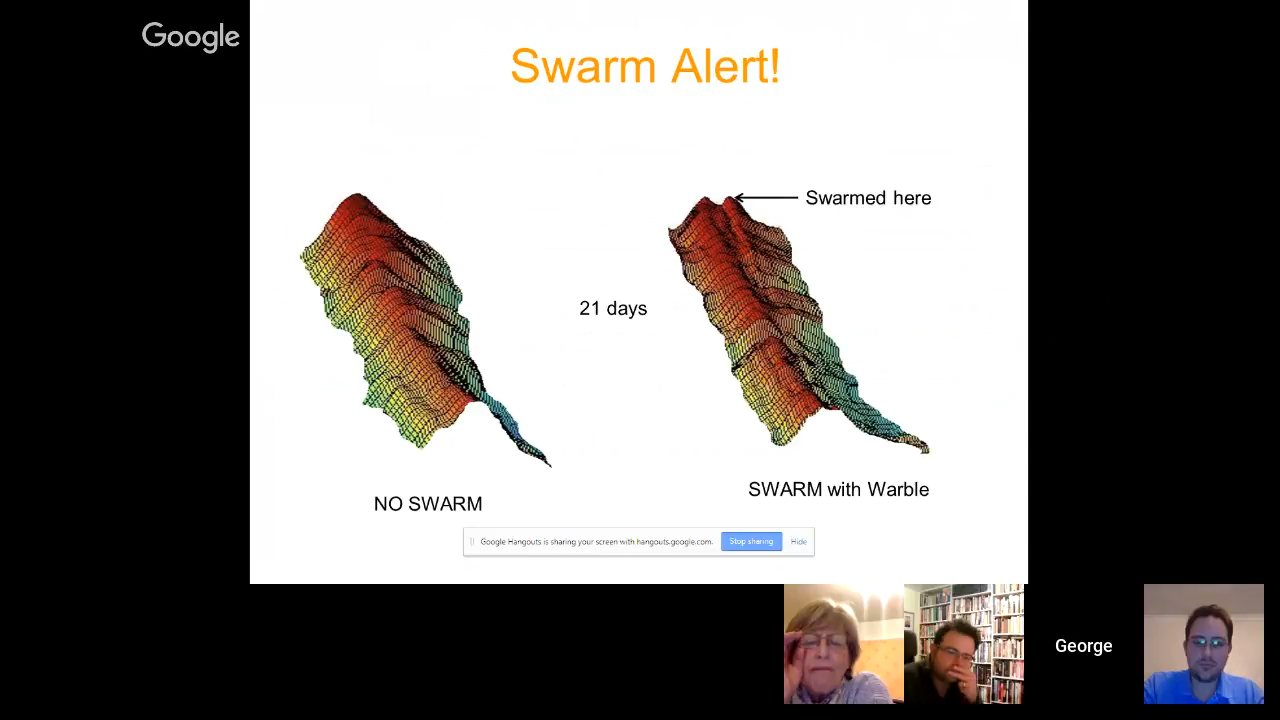 Google
Swarm Alert!
Swarmed here
21 days
SWARM with Warble
NO SWARM
Google Hangouts is sharing your screen with hangouts.google.com. Stop sharing Hide
George